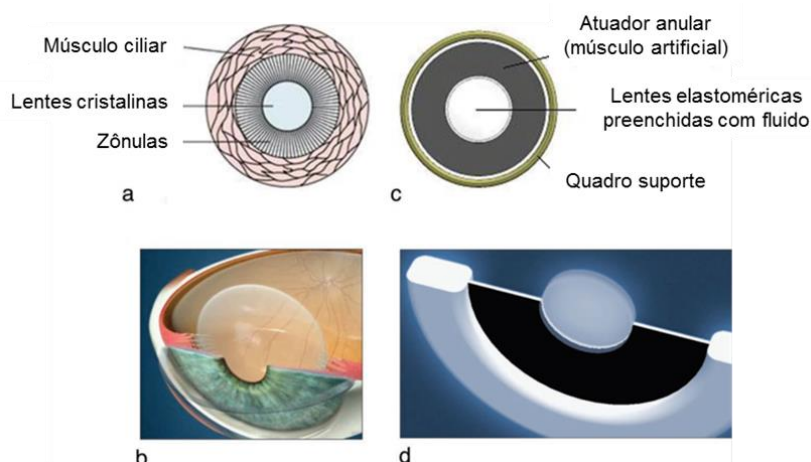 Músculo ciliar
Lentes cristalinas
Zônulas
a
Atuador anular
(músculo artificial)
Lentes elastoméricas
preenchidas com fluido
Quadro suporte
c
b
d